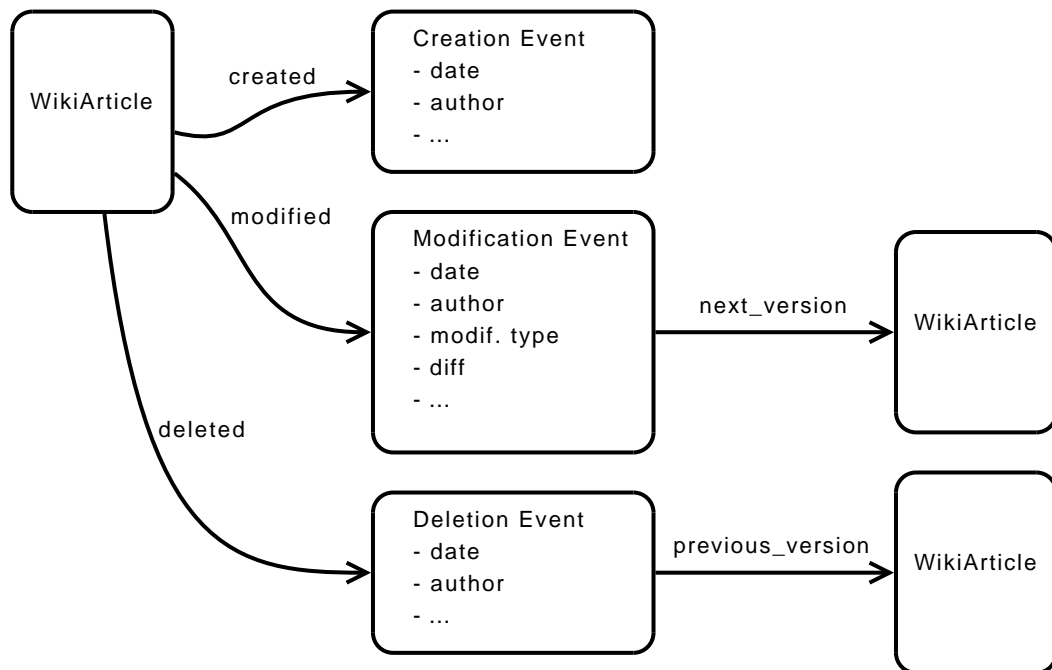 WikiArticle
created
Creation Event
- date
- author
- ...
modified
Modification Event
- date
- author
- modif. type
- diff
- ...
next_version
WikiArticle
deleted
Deletion Event
- date
- author
- ...
previous_version
WikiArticle